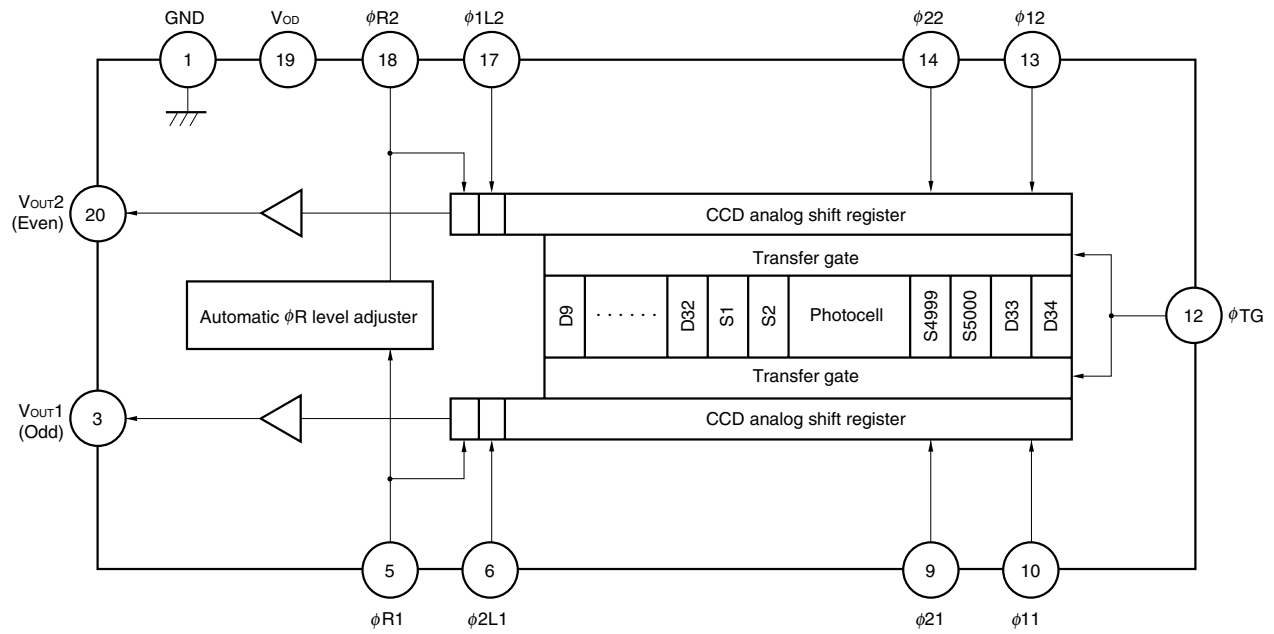 GND
VOD
φR2
φ1L2
φ22
φ12
1
19
18
17
14
13
VOUT2
(Even)
20
CCD analog shift register
Transfer gate
Automatic φR level adjuster
D9
· · · · · ·
D32
S1
S2
Photocell
S4999
S5000
D33
D34
12
φTG
Transfer gate
VOUT1
(Odd)
3
CCD analog shift register
5
6
9
10
φR1
φ2L1
φ21
φ11